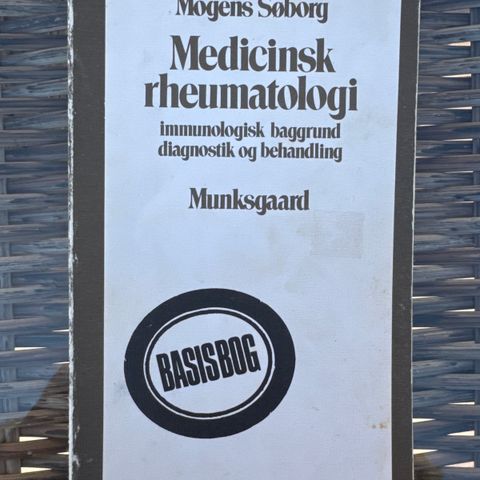 Mogens Søborg
Medicinsk
rheumatologi
immunologisk baggrund
diagnostik og behandling
Munksgaard
BASISBOG